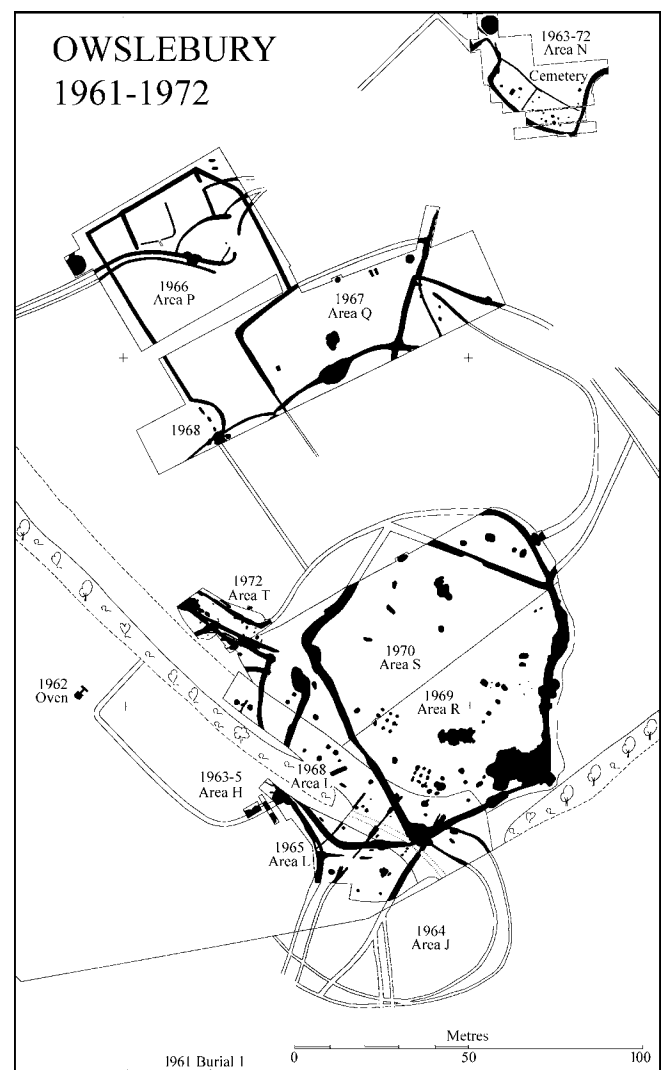 OWSLEBURY
1961-1972
1963-72
Area N
Cemetery
1966
Area P
1967
Area Q
1968
1972
Area T
1970
Area S
1962
Oven
1969
Area R
1968
Area I
1963-5
Area H
1965
Area L
1964
Area J
Metres
1961 Burial 1
0 50 100